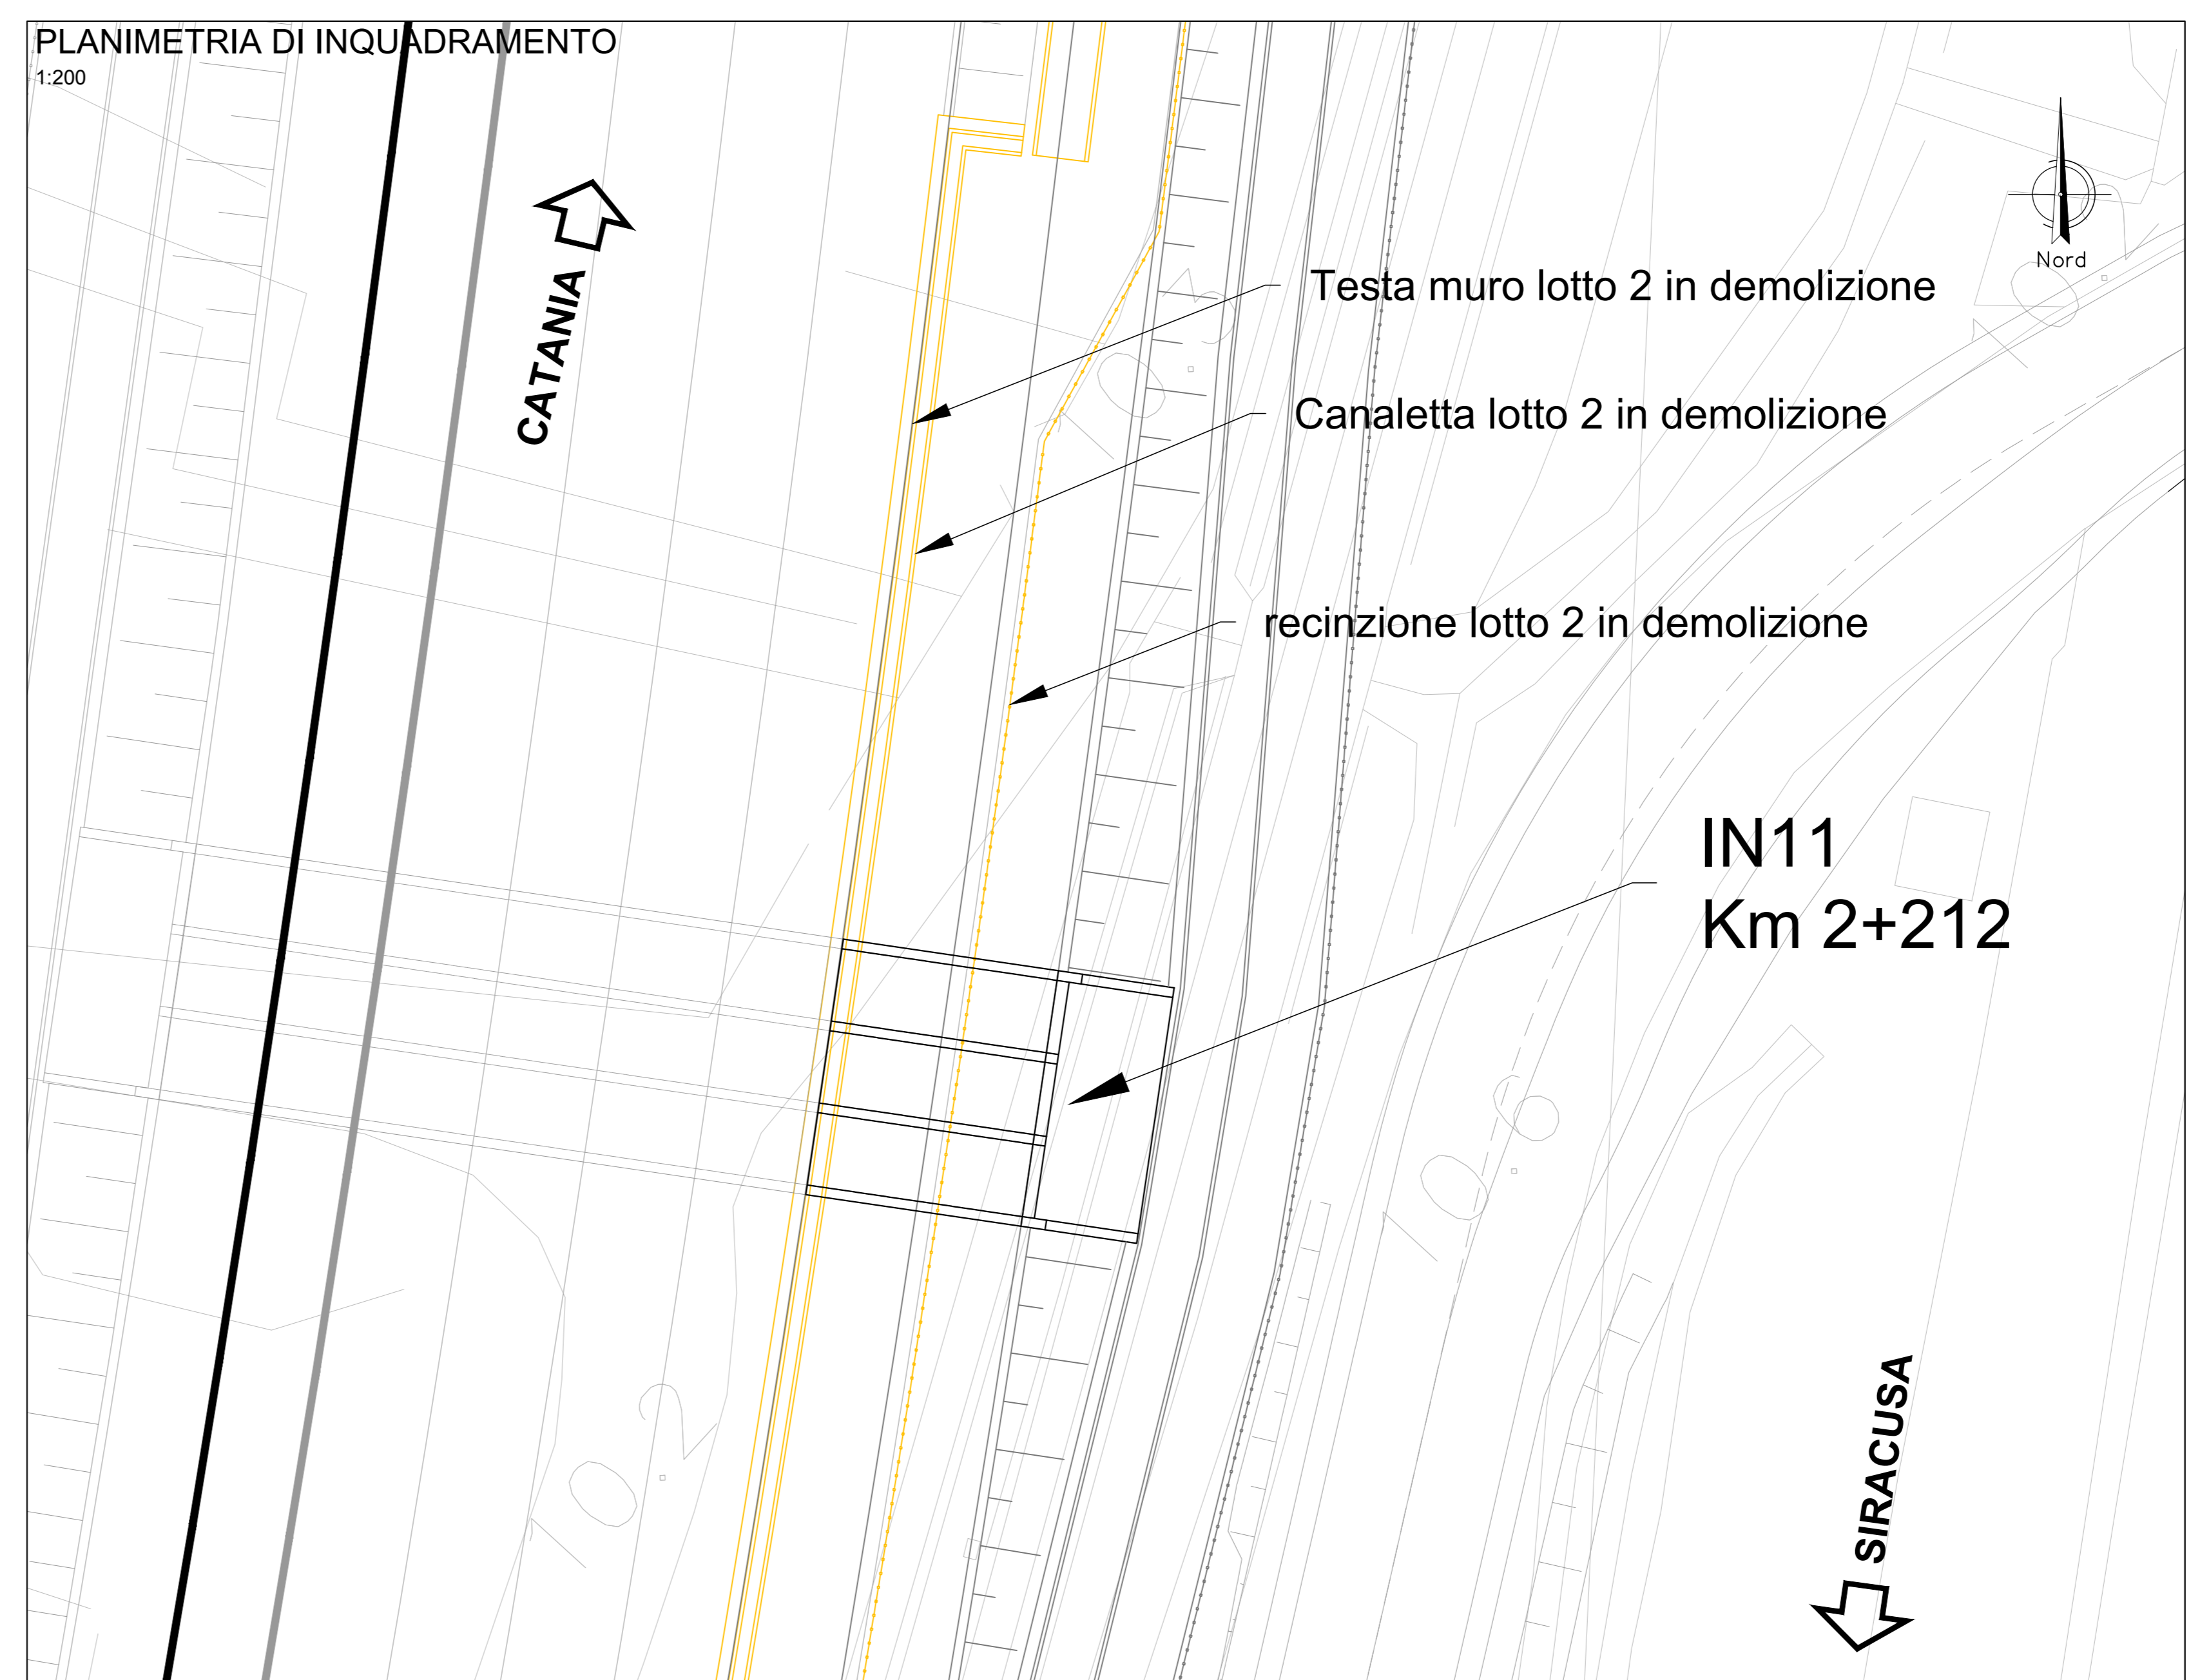 PLANIMETRIA DI INQUADRAMENTO
1:200
Nord
CATANIA
Testa muro lotto 2 in demolizione
Canaletta lotto 2 in demolizione
recinzione lotto 2 in demolizione
IN11
Km 2+212
SIRACUSA
102